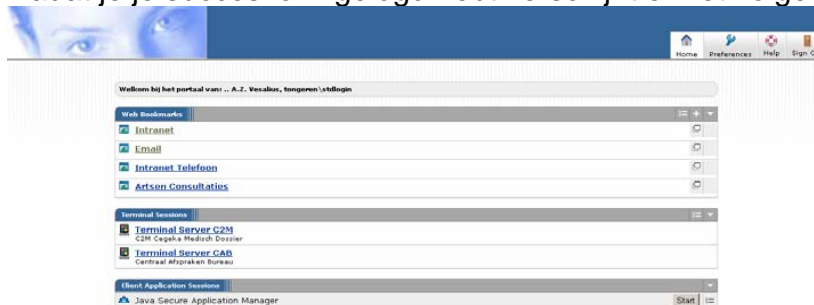 Home Preferences Help Sign O
Welkom bij het portaal van: .. A.Z. Vesalius, tongeren\stdlogin
Web Bookmarks
Intranet
Email
Intranet Telefoon
Artsen Consultaties
Terminal Sessions
Terminal Server C2M
C2M Cegeka Medisch Dossier
Terminal Server CAB
Centraal Afspraken Bureau
Client Application Sessions
Java Secure Application Manager
Start